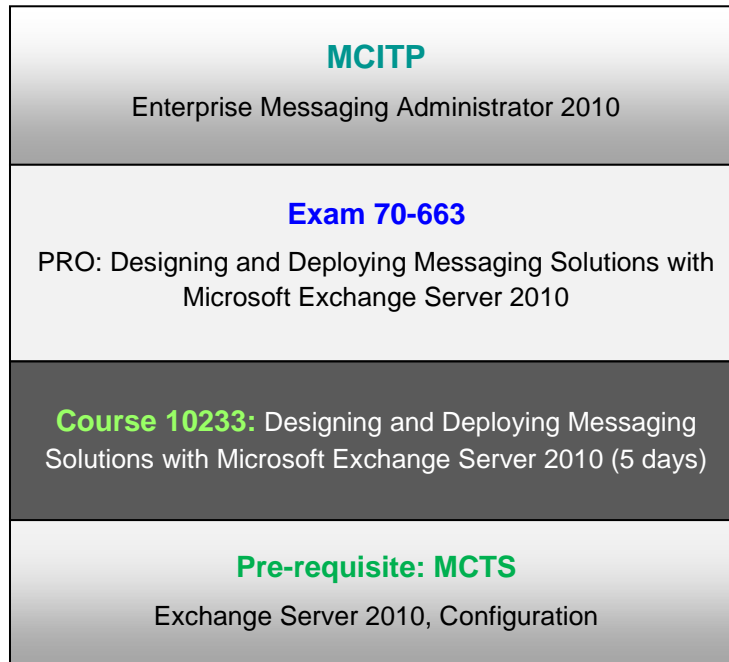 MCITP
Enterprise Messaging Administrator 2010
Exam 70-663
PRO: Designing and Deploying Messaging Solutions with
Microsoft Exchange Server 2010
Course 10233: Designing and Deploying Messaging
Solutions with Microsoft Exchange Server 2010 (5 days)
Pre-requisite: MCTS
Exchange Server 2010, Configuration